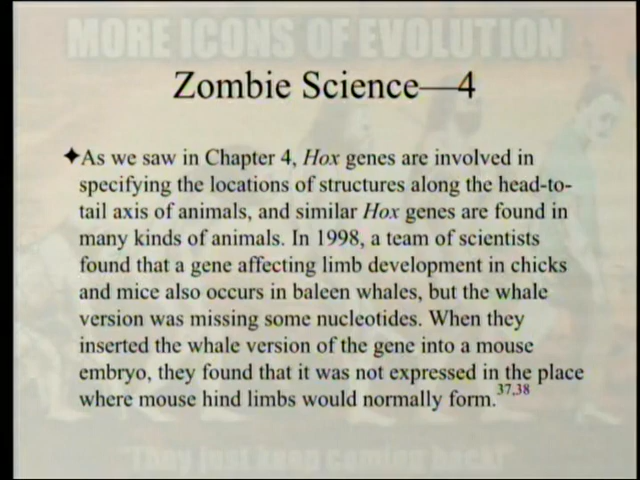 MORE ICONS OF EVOLUTION
Zombie Science—4
✦As we saw in Chapter 4, Hox genes are involved in
specifying the locations of structures along the head-to-
tail axis of animals, and similar Hox genes are found in
many kinds of animals. In 1998, a team of scientists
found that a gene affecting limb development in chicks
and mice also occurs in baleen whales, but the whale
version was missing some nucleotides. When they
inserted the whale version of the gene into a mouse
embryo, they found that it was not expressed in the place
where mouse hind limbs would normally form.37,38
"They just keep coming back!"